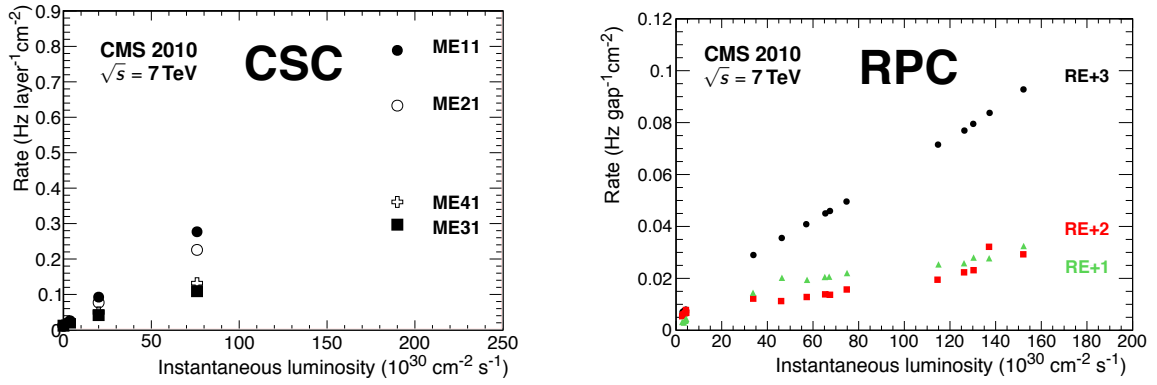 0.9
0.8
0.7
0.6
0.5
0.4
0.3
0.2
0.1
0
Rate (Hz layer⁻¹cm⁻²)
CMS 2010
√s = 7 TeV
CSC
ME11
ME21
ME41
ME31
0 50 100 150 200 250
Instantaneous luminosity (10³⁰ cm⁻² s⁻¹)
0.12
0.1
0.08
0.06
0.04
0.02
0
Rate (Hz gap⁻¹cm⁻²)
CMS 2010
√s = 7 TeV
RPC
RE+3
RE+2
RE+1
0 20 40 60 80 100 120 140 160 180 200
Instantaneous luminosity (10³⁰ cm⁻² s⁻¹)